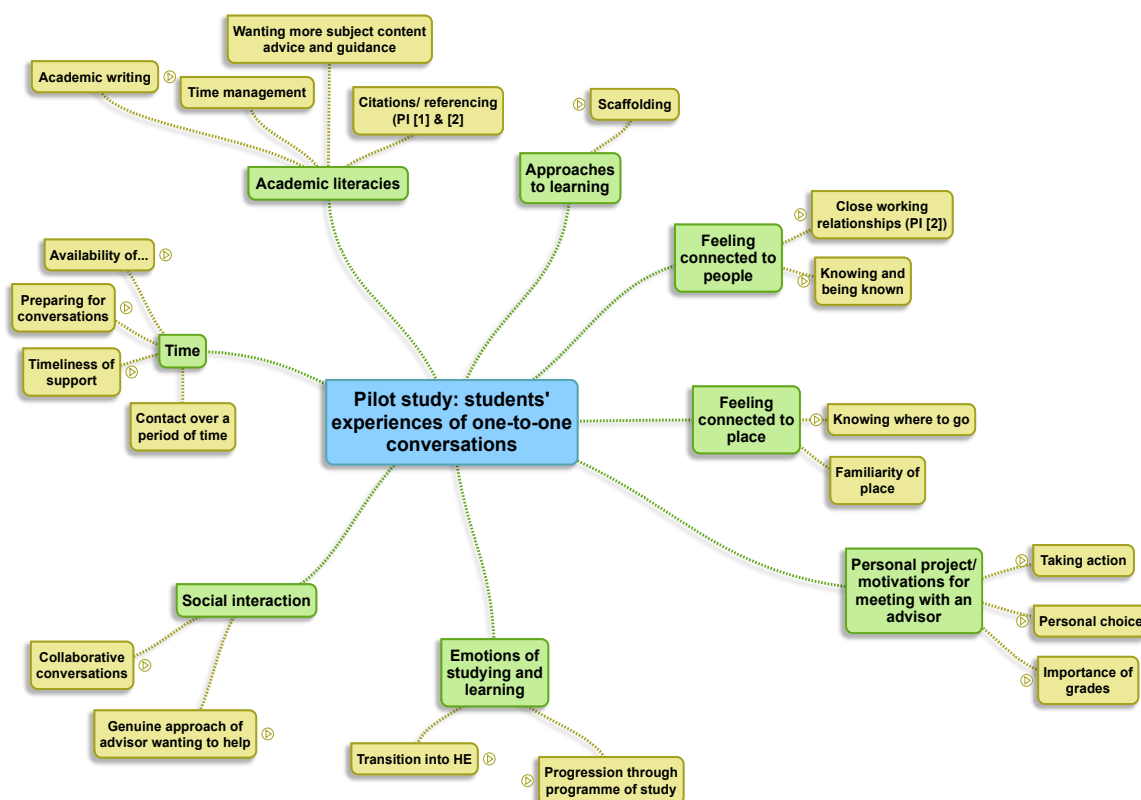 Wanting more subject content
advice and guidance
Academic writing
Time management
Citations/ referencing
(PI [1] & [2]
Academic literacies
Scaffolding
Approaches
to learning
Close working
relationships (PI [2])
Feeling
connected to
people
Knowing and
being known
Availability of...
Preparing for
conversations
Time
Timeliness of
support
Contact over a
period of time
Pilot study: students'
experiences of one-to-one
conversations
Feeling
connected to
place
Knowing where to go
Familiarity of
place
Personal project/
motivations for
meeting with an
advisor
Taking action
Personal choice
Importance of
grades
Social interaction
Collaborative
conversations
Genuine approach of
advisor wanting to help
Emotions of
studying and
learning
Transition into HE
Progression through
programme of study